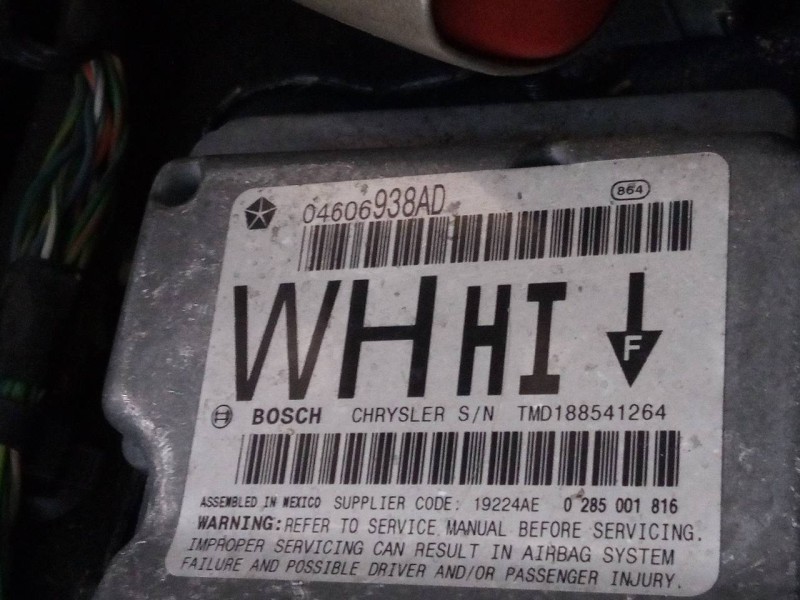 04606938AD 864
WH HI F
BOSCH CHRYSLER S/N TMD188541264
ASSEMBLED IN MEXICO SUPPLIER CODE: 19224AE 0 285 001 816
WARNING: REFER TO SERVICE MANUAL BEFORE SERVICING.
IMPROPER SERVICING CAN RESULT IN AIRBAG SYSTEM
FAILURE AND POSSIBLE DRIVER AND/OR PASSENGER INJURY.